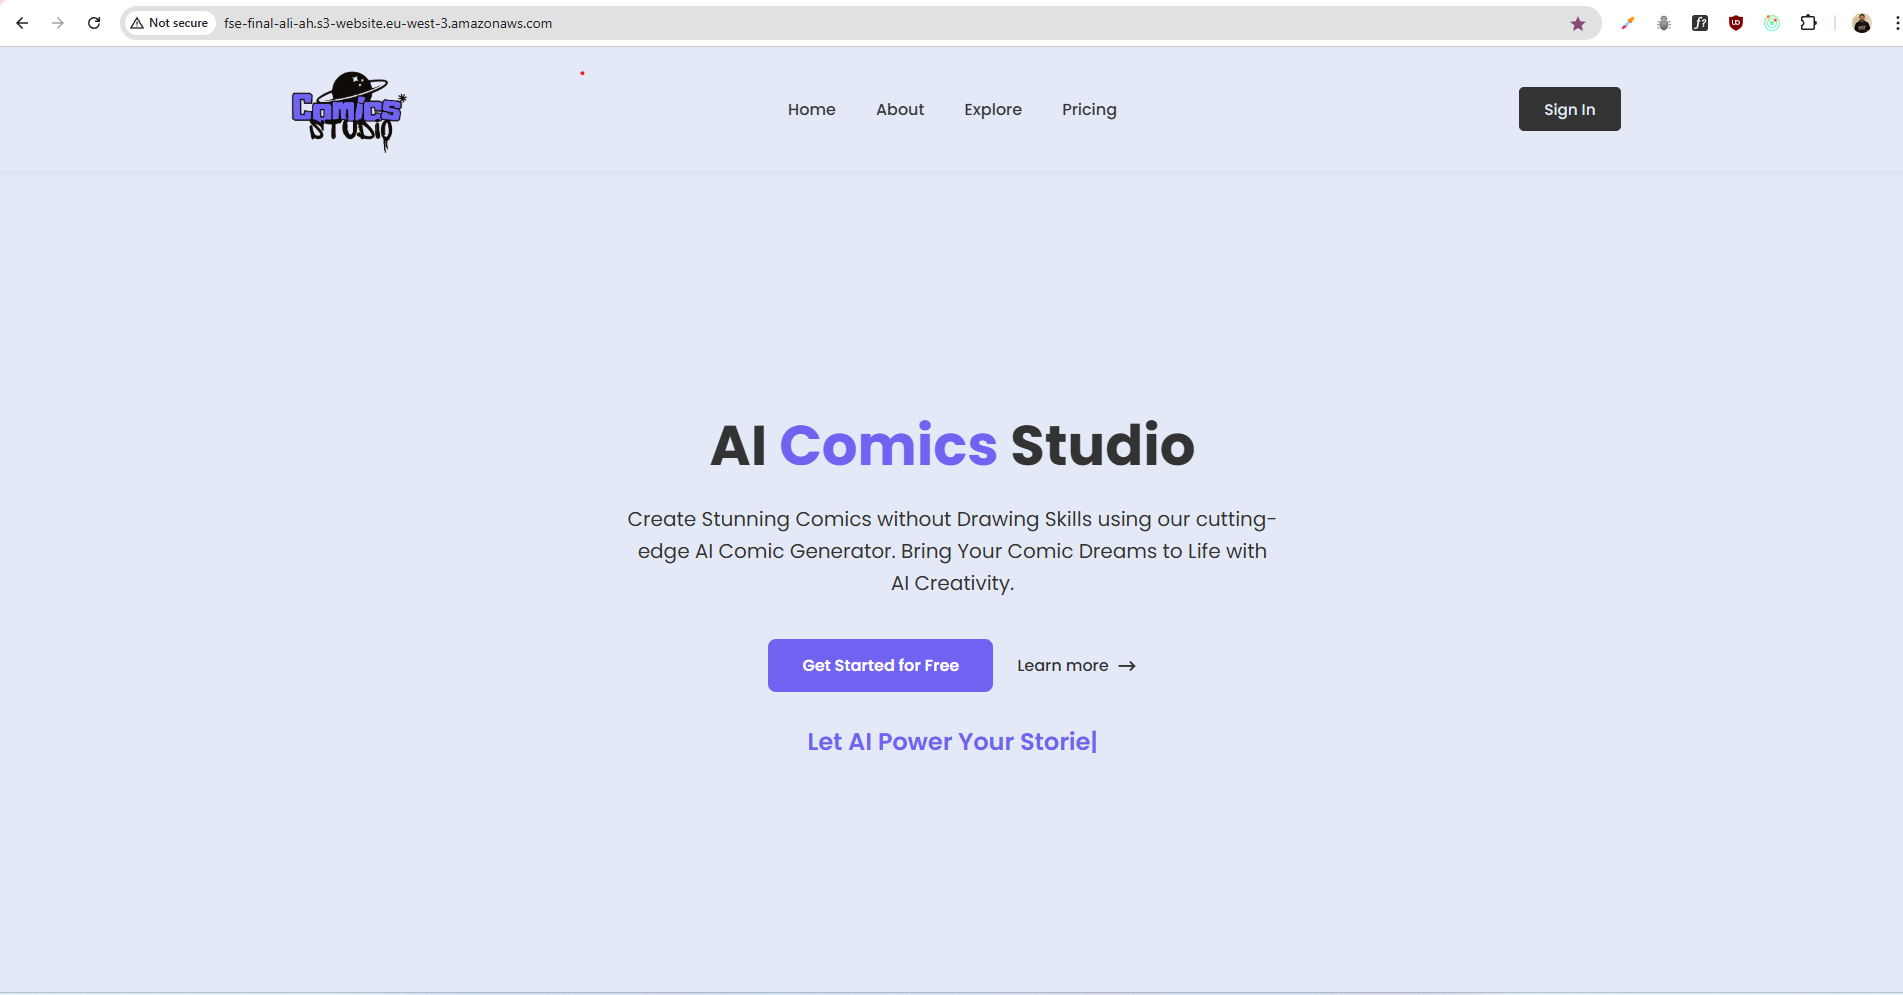 Not secure
fse-final-ali-ah.s3-website.eu-west-3.amazonaws.com
f?
UO
Comics
STUDIO
Home
About
Explore
Pricing
Sign In
AI Comics Studio
Create Stunning Comics without Drawing Skills using our cutting-
edge AI Comic Generator. Bring Your Comic Dreams to Life with
AI Creativity.
Get Started for Free
Learn more →
Let AI Power Your Storie|